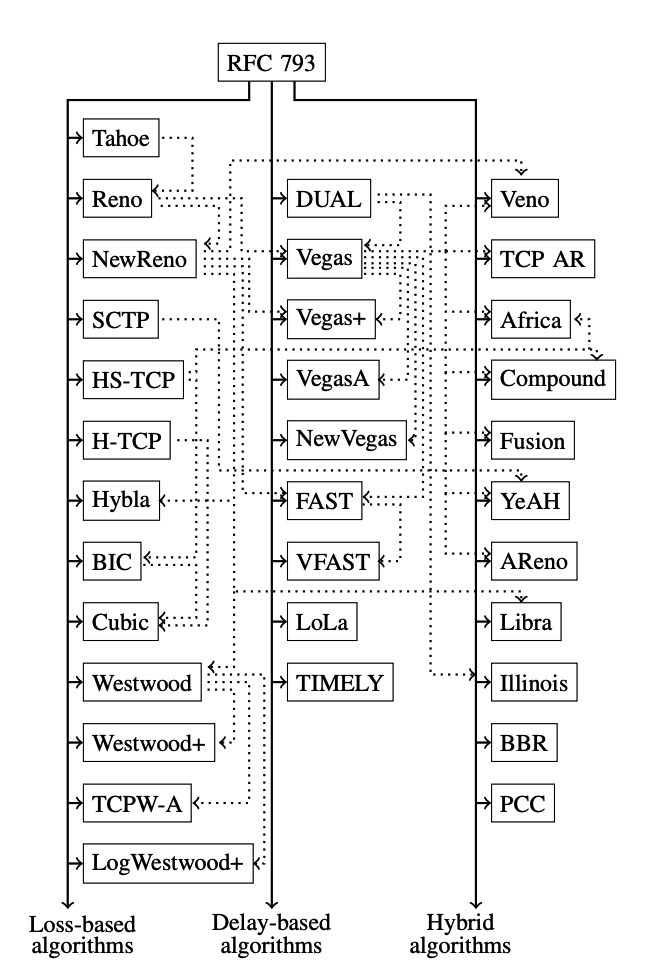 RFC 793
Tahoe
Reno
NewReno
SCTP
HS-TCP
H-TCP
Hybla
BIC
Cubic
Westwood
Westwood+
TCPW-A
LogWestwood+
Loss-based
algorithms
DUAL
Vegas
Vegas+
VegasA
NewVegas
FAST
VFAST
LoLa
TIMELY
Delay-based
algorithms
Veno
TCP AR
Africa
Compound
Fusion
YeAH
AReno
Libra
Illinois
BBR
PCC
Hybrid
algorithms